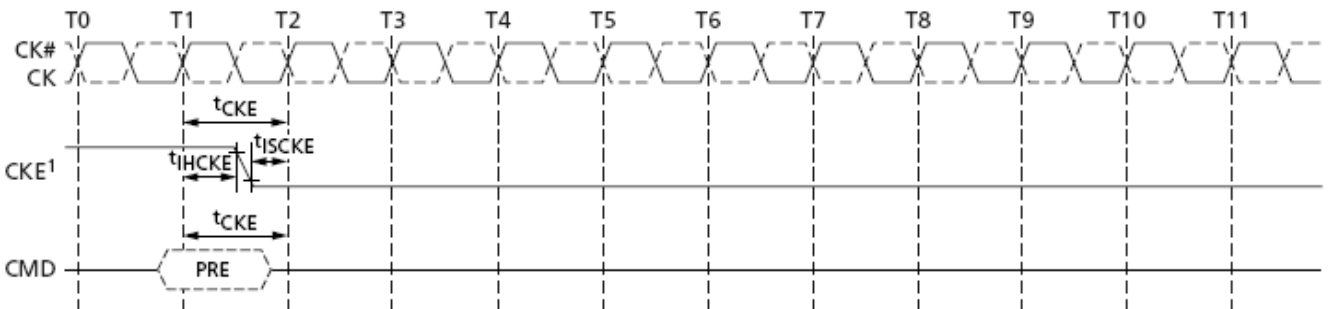 T0 T1 T2 T3 T4 T5 T6 T7 T8 T9 T10 T11
CK#
CK
tCKE
tISCKE
tIHCKE
CKE1
tCKE
CMD PRE